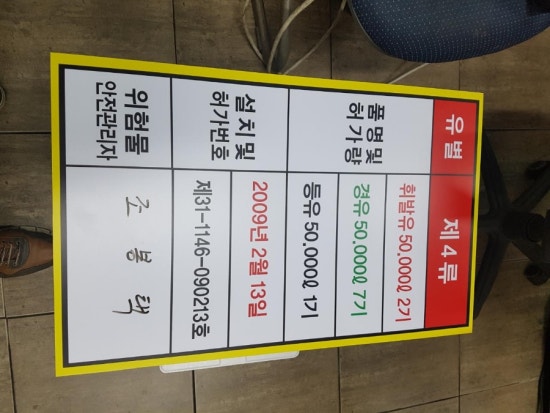 유별
제4류
품명및
허가량
휘발유 50,000ℓ 2기
경유 50,000ℓ 7기
등유 50,000ℓ 1기
설치및
허가번호
2009년 2월 13일
제31-1146-090213호
위험물
안전관리자
조봉택